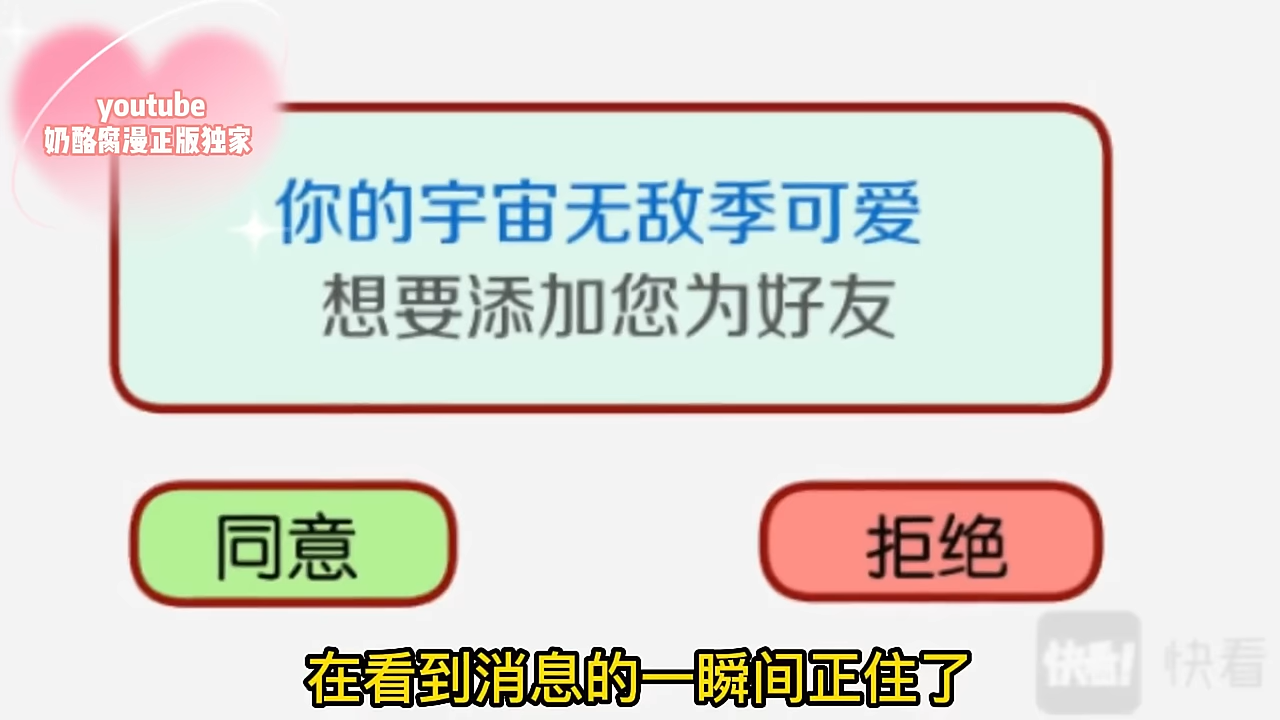 youtube
奶酪腐漫正版独家
你的宇宙无敌季可爱
想要添加您为好友
同意
拒绝
快看! 快看
在看到消息的一瞬间正住了